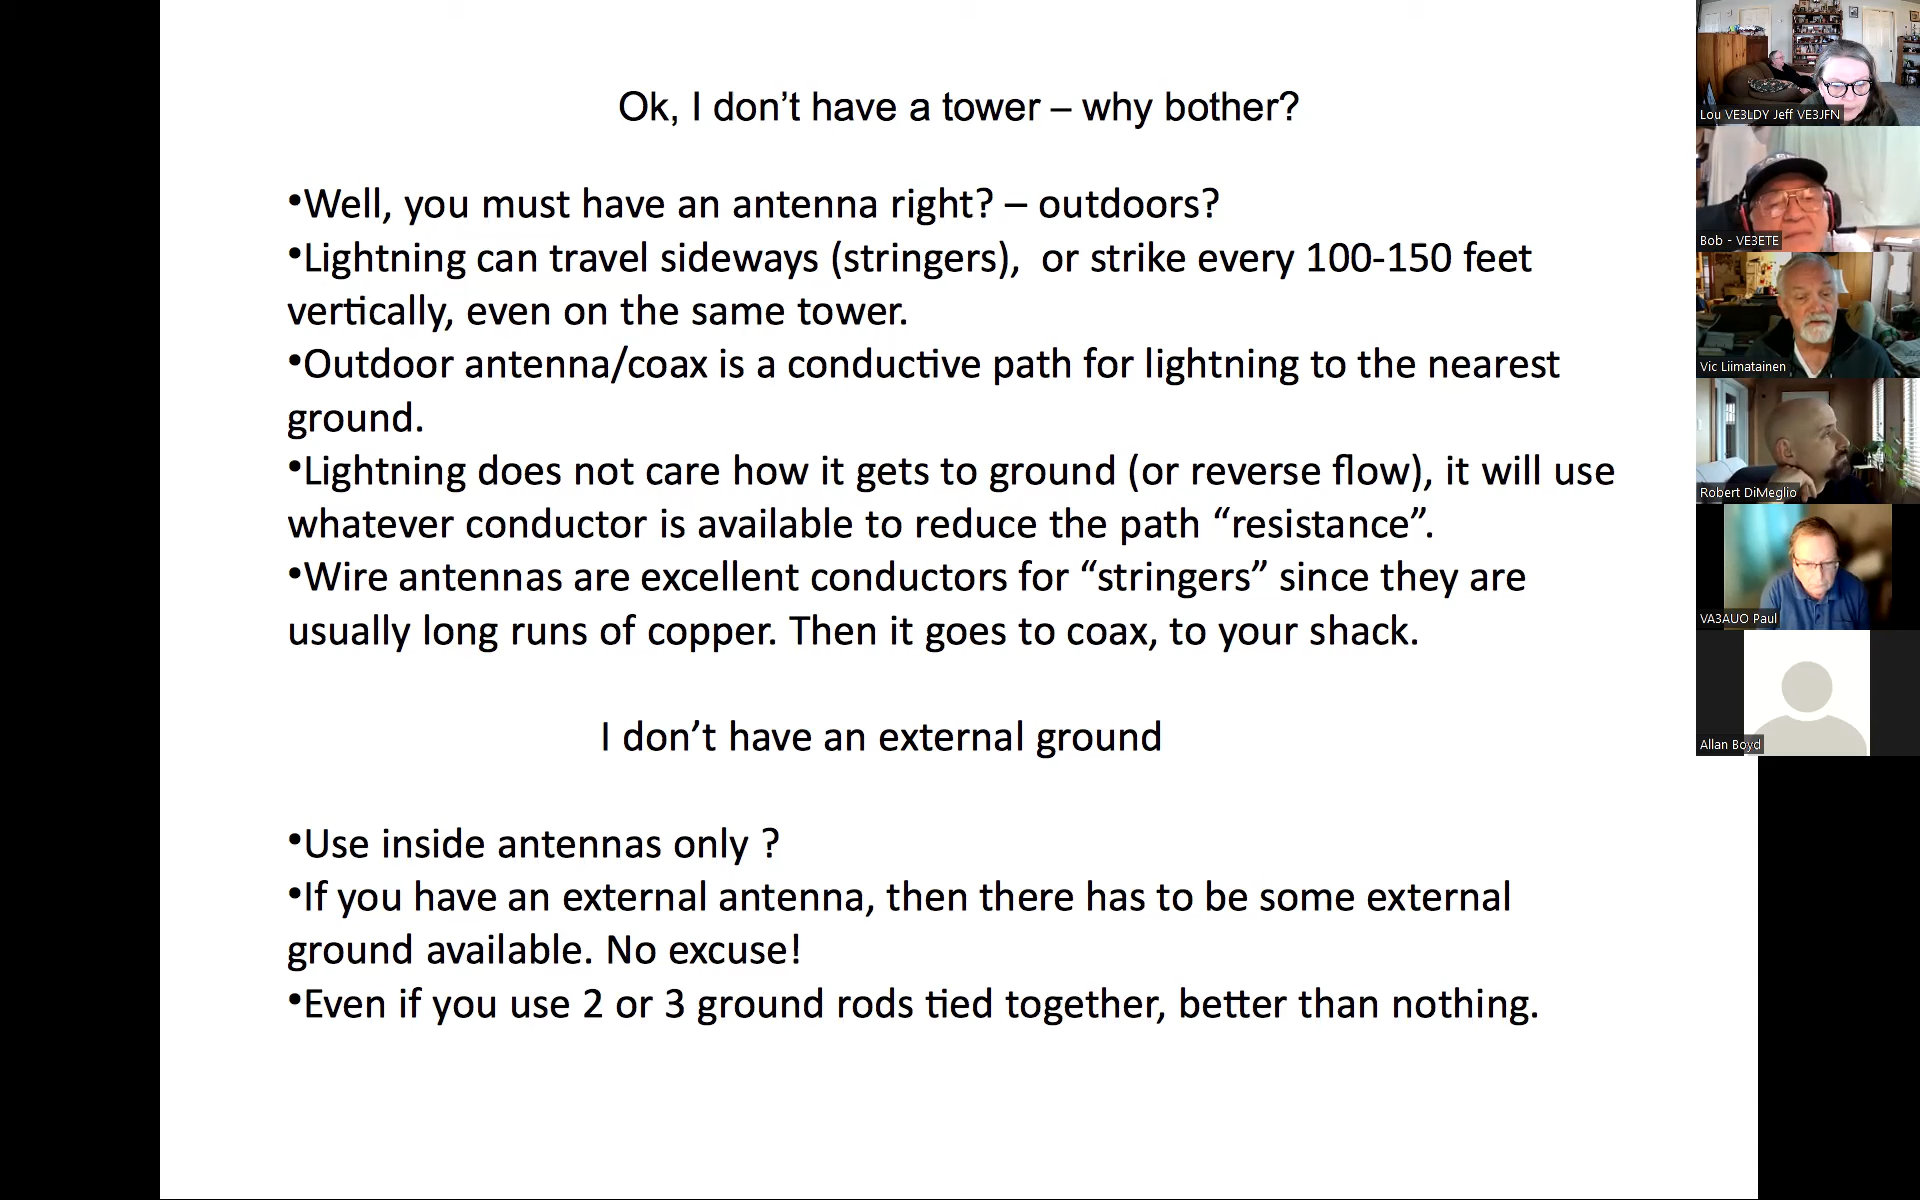 Ok, I don’t have a tower – why bother?
•Well, you must have an antenna right? – outdoors?
•Lightning can travel sideways (stringers),  or strike every 100-150 feet
vertically, even on the same tower.
•Outdoor antenna/coax is a conductive path for lightning to the nearest
ground.
•Lightning does not care how it gets to ground (or reverse flow), it will use
whatever conductor is available to reduce the path “resistance”.
•Wire antennas are excellent conductors for “stringers” since they are
usually long runs of copper. Then it goes to coax, to your shack.
I don’t have an external ground
•Use inside antennas only ?
•If you have an external antenna, then there has to be some external
ground available. No excuse!
•Even if you use 2 or 3 ground rods tied together, better than nothing.
Lou VE3LDY Jeff VE3JFN
Bob - VE3ETE
Vic Liimatainen
Robert DiMeglio
VA3AUO Paul
Allan Boyd